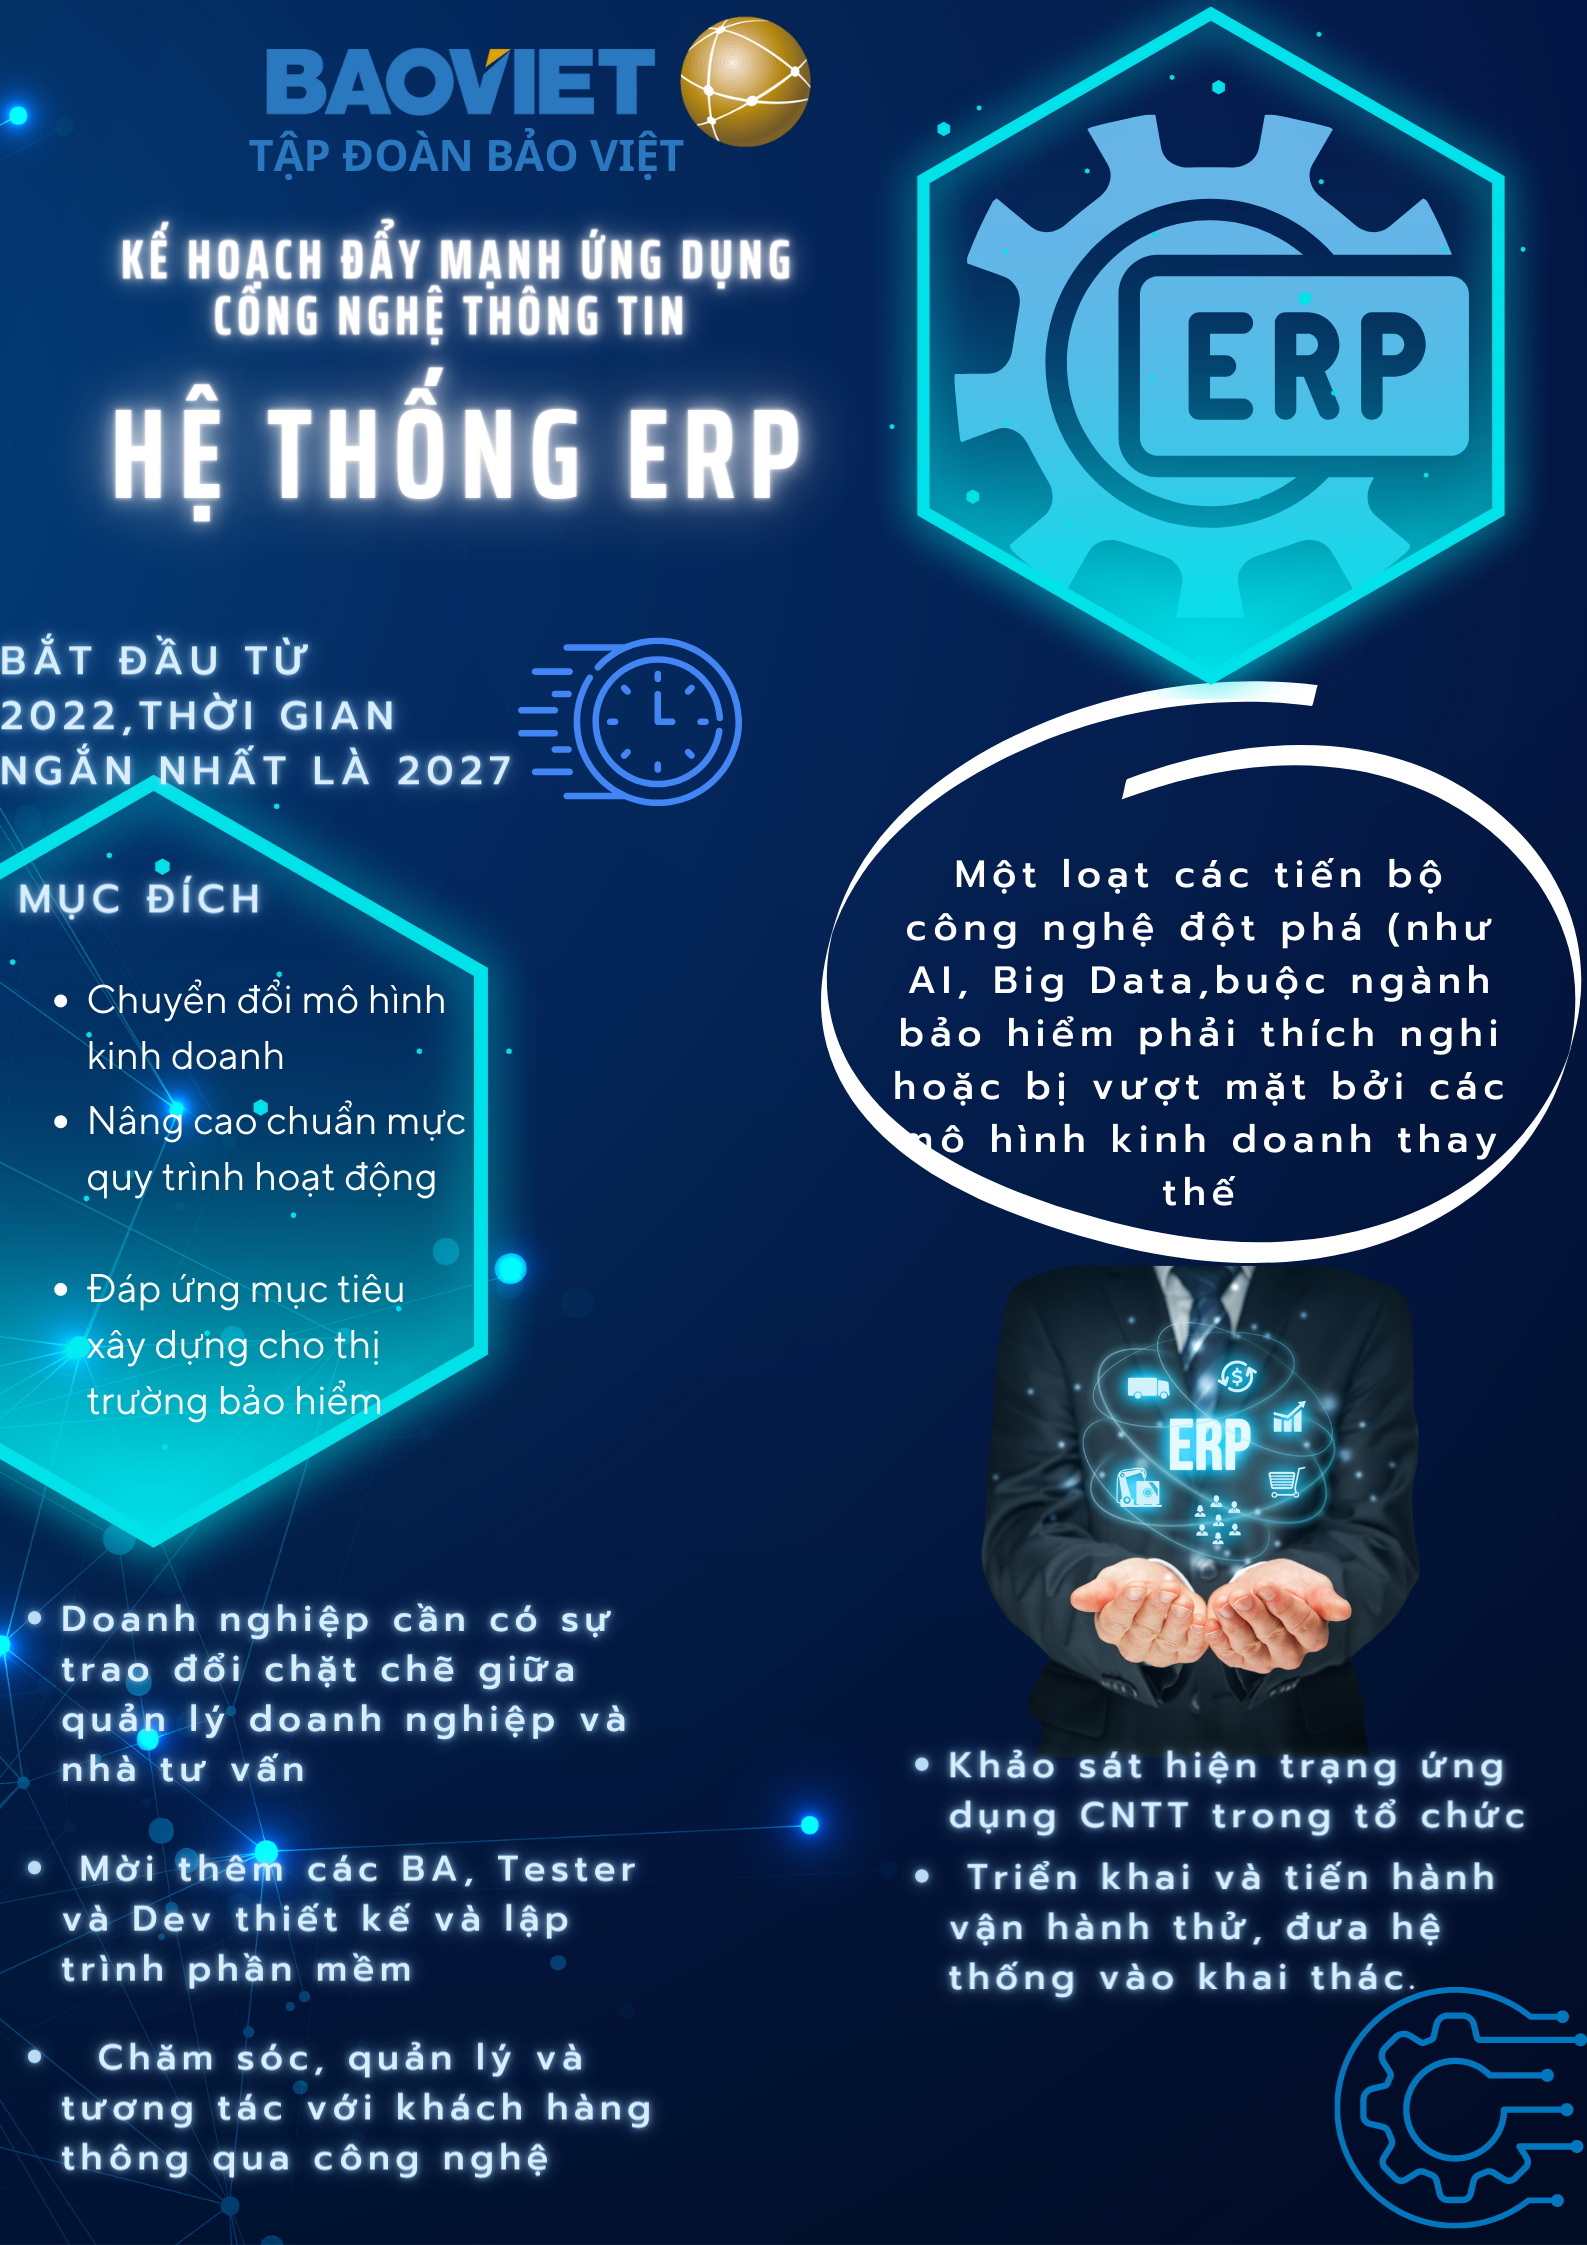 BAOVIET
TẬP ĐOÀN BẢO VIỆT
KẾ HOẠCH ĐẨY MẠNH ỨNG DỤNG
CÔNG NGHỆ THÔNG TIN
HỆ THỐNG ERP
ERP
BẮT ĐẦU TỪ
2022,THỜI GIAN
NGẮN NHẤT LÀ 2027
MỤC ĐÍCH
• Chuyển đổi mô hình
kinh doanh
• Nâng cao chuẩn mực
quy trình hoạt động
• Đáp ứng mục tiêu
xây dựng cho thị
trường bảo hiểm
Một loạt các tiến bộ
công nghệ đột phá (như
AI, Big Data,buộc ngành
bảo hiểm phải thích nghi
hoặc bị vượt mặt bởi các
mô hình kinh doanh thay
thế
ERP
• Doanh nghiệp cần có sự
trao đổi chặt chẽ giữa
quản lý doanh nghiệp và
nhà tư vấn
• Mời thêm các BA, Tester
và Dev thiết kế và lập
trình phần mềm
• Chăm sóc, quản lý và
tương tác với khách hàng
thông qua công nghệ
• Khảo sát hiện trạng ứng
dụng CNTT trong tổ chức
• Triển khai và tiến hành
vận hành thử, đưa hệ
thống vào khai thác.